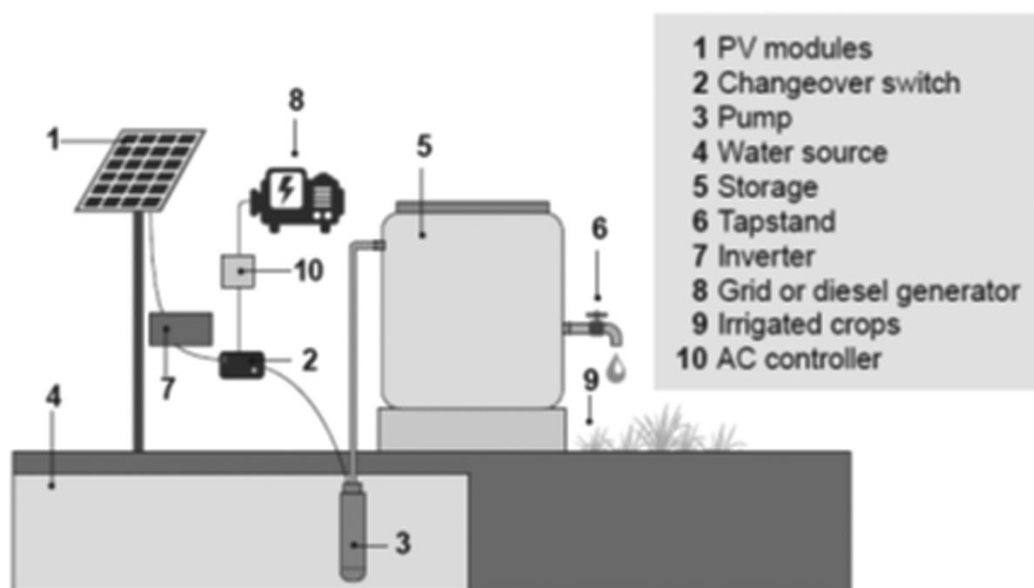 1 PV modules
2 Changeover switch
3 Pump
4 Water source
5 Storage
6 Tapstand
7 Inverter
8 Grid or diesel generator
9 Irrigated crops
10 AC controller
8
1
5
6
10
2
7
9
4
3